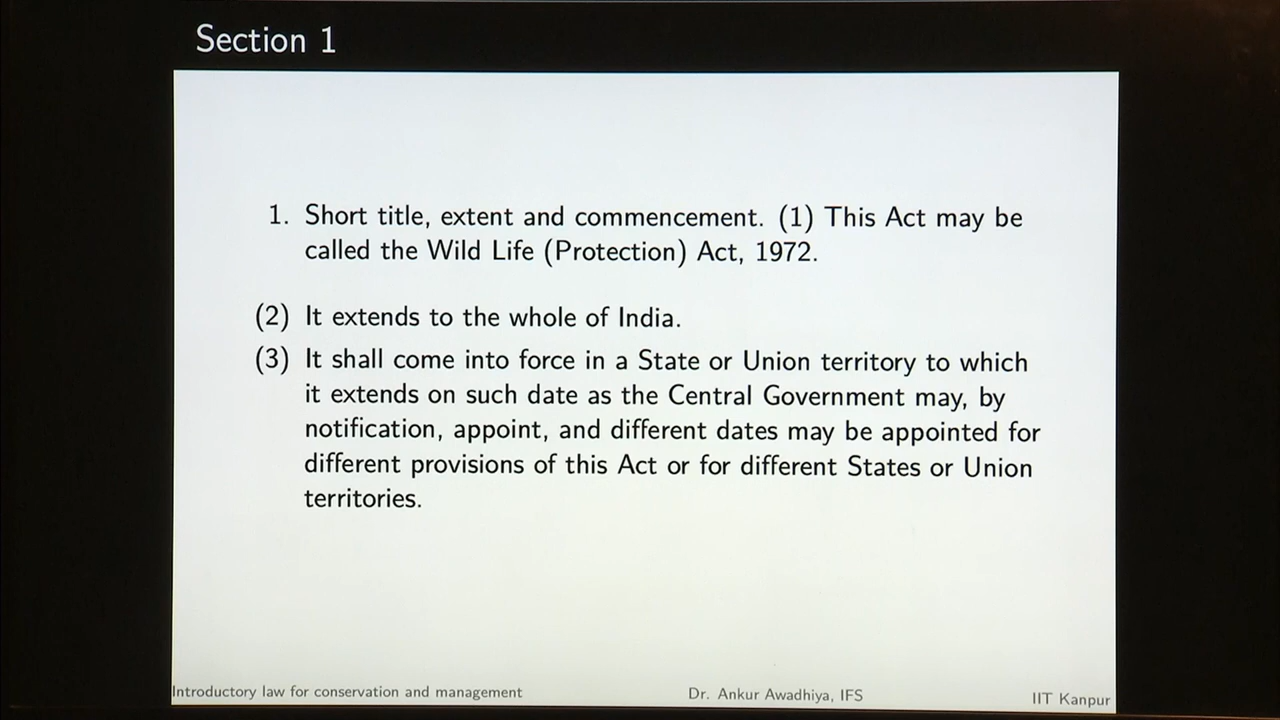 Section 1
1. Short title, extent and commencement. (1) This Act may be
called the Wild Life (Protection) Act, 1972.
(2) It extends to the whole of India.
(3) It shall come into force in a State or Union territory to which
it extends on such date as the Central Government may, by
notification, appoint, and different dates may be appointed for
different provisions of this Act or for different States or Union
territories.
Introductory law for conservation and management Dr. Ankur Awadhiya, IFS IIT Kanpur